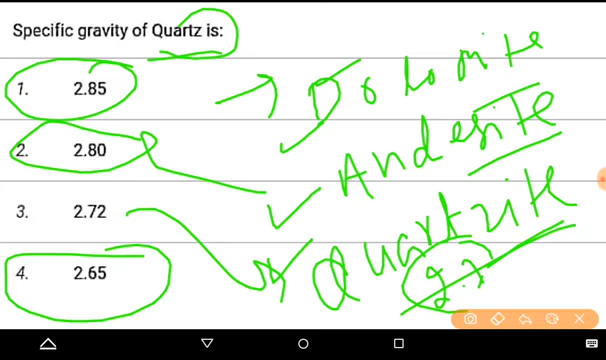 Specific gravity of Quartz is:
1. 2.85
Dolomite
2. 2.80
Andesite
3. 2.72
Quartzite
4. 2.65